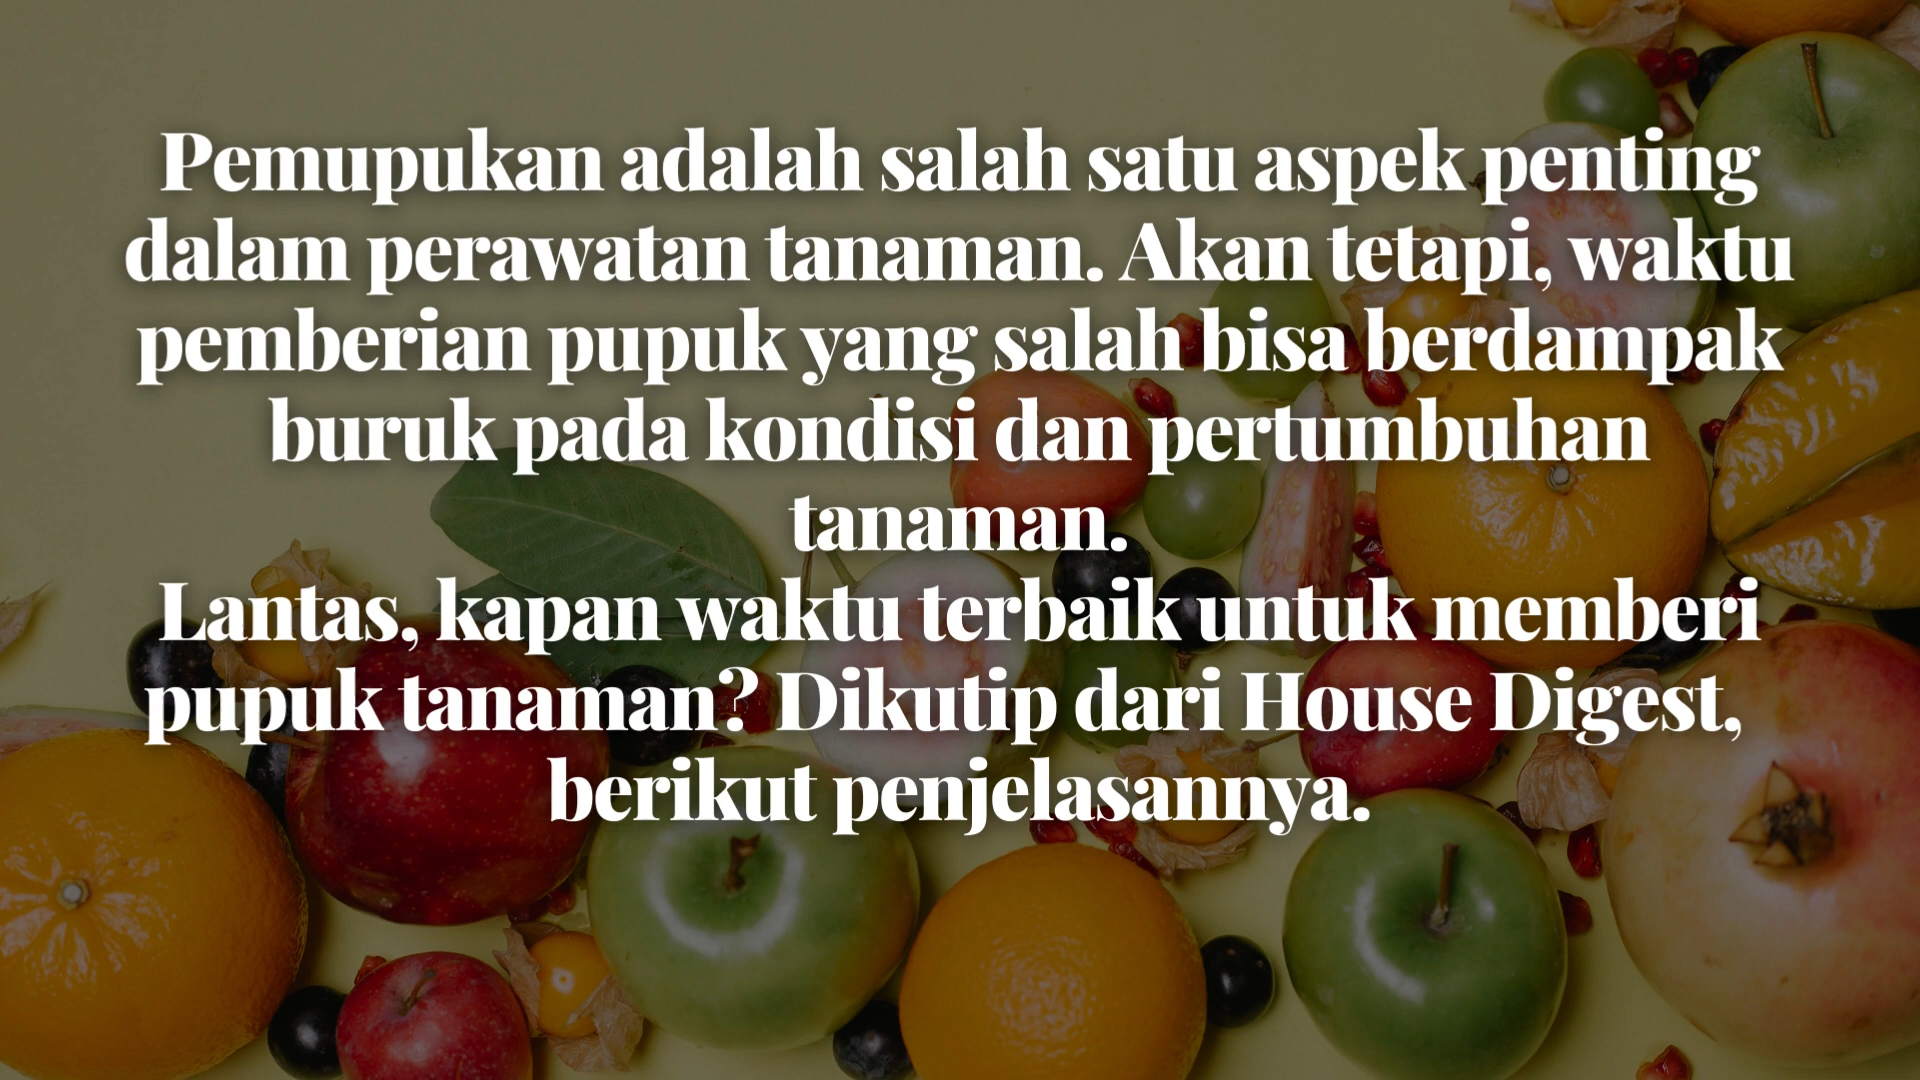 Pemupukan adalah salah satu aspek penting
dalam perawatan tanaman. Akan tetapi, waktu
pemberian pupuk yang salah bisa berdampak
buruk pada kondisi dan pertumbuhan
tanaman.
Lantas, kapan waktu terbaik untuk memberi
pupuk tanaman? Dikutip dari House Digest,
berikut penjelasannya.